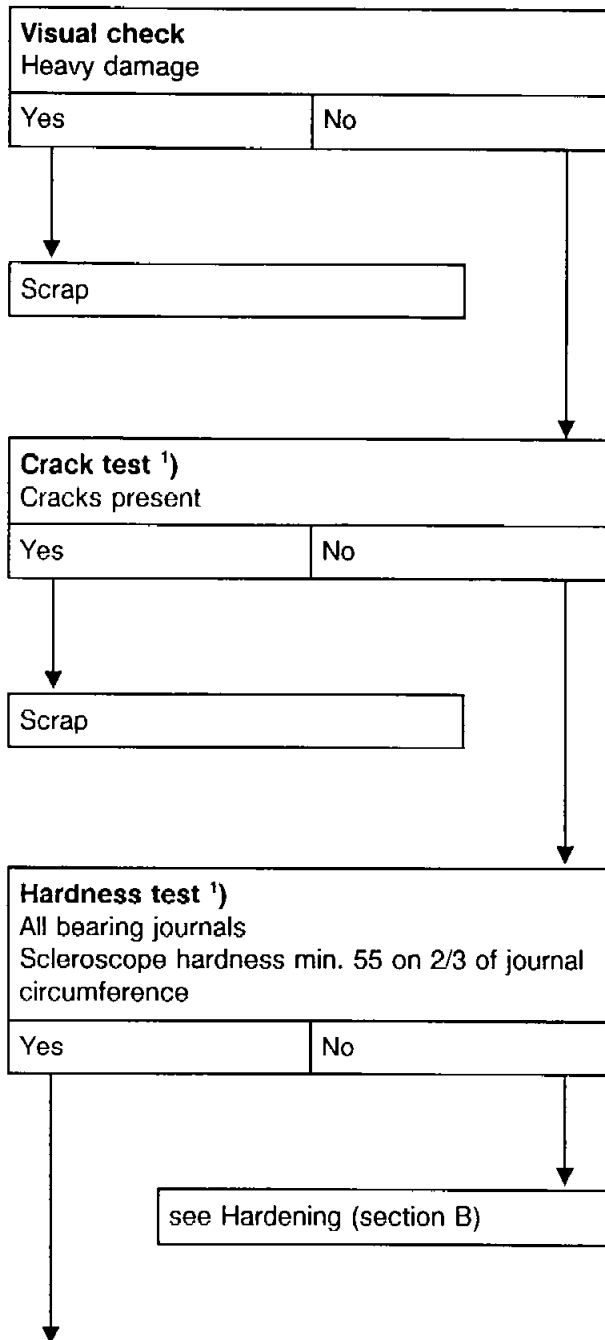 Visual check
Heavy damage
Yes
No
Scrap
Crack test ¹)
Cracks present
Yes
No
Scrap
Hardness test ¹)
All bearing journals
Scleroscope hardness min. 55 on 2/3 of journal
circumference
Yes
No
see Hardening (section B)